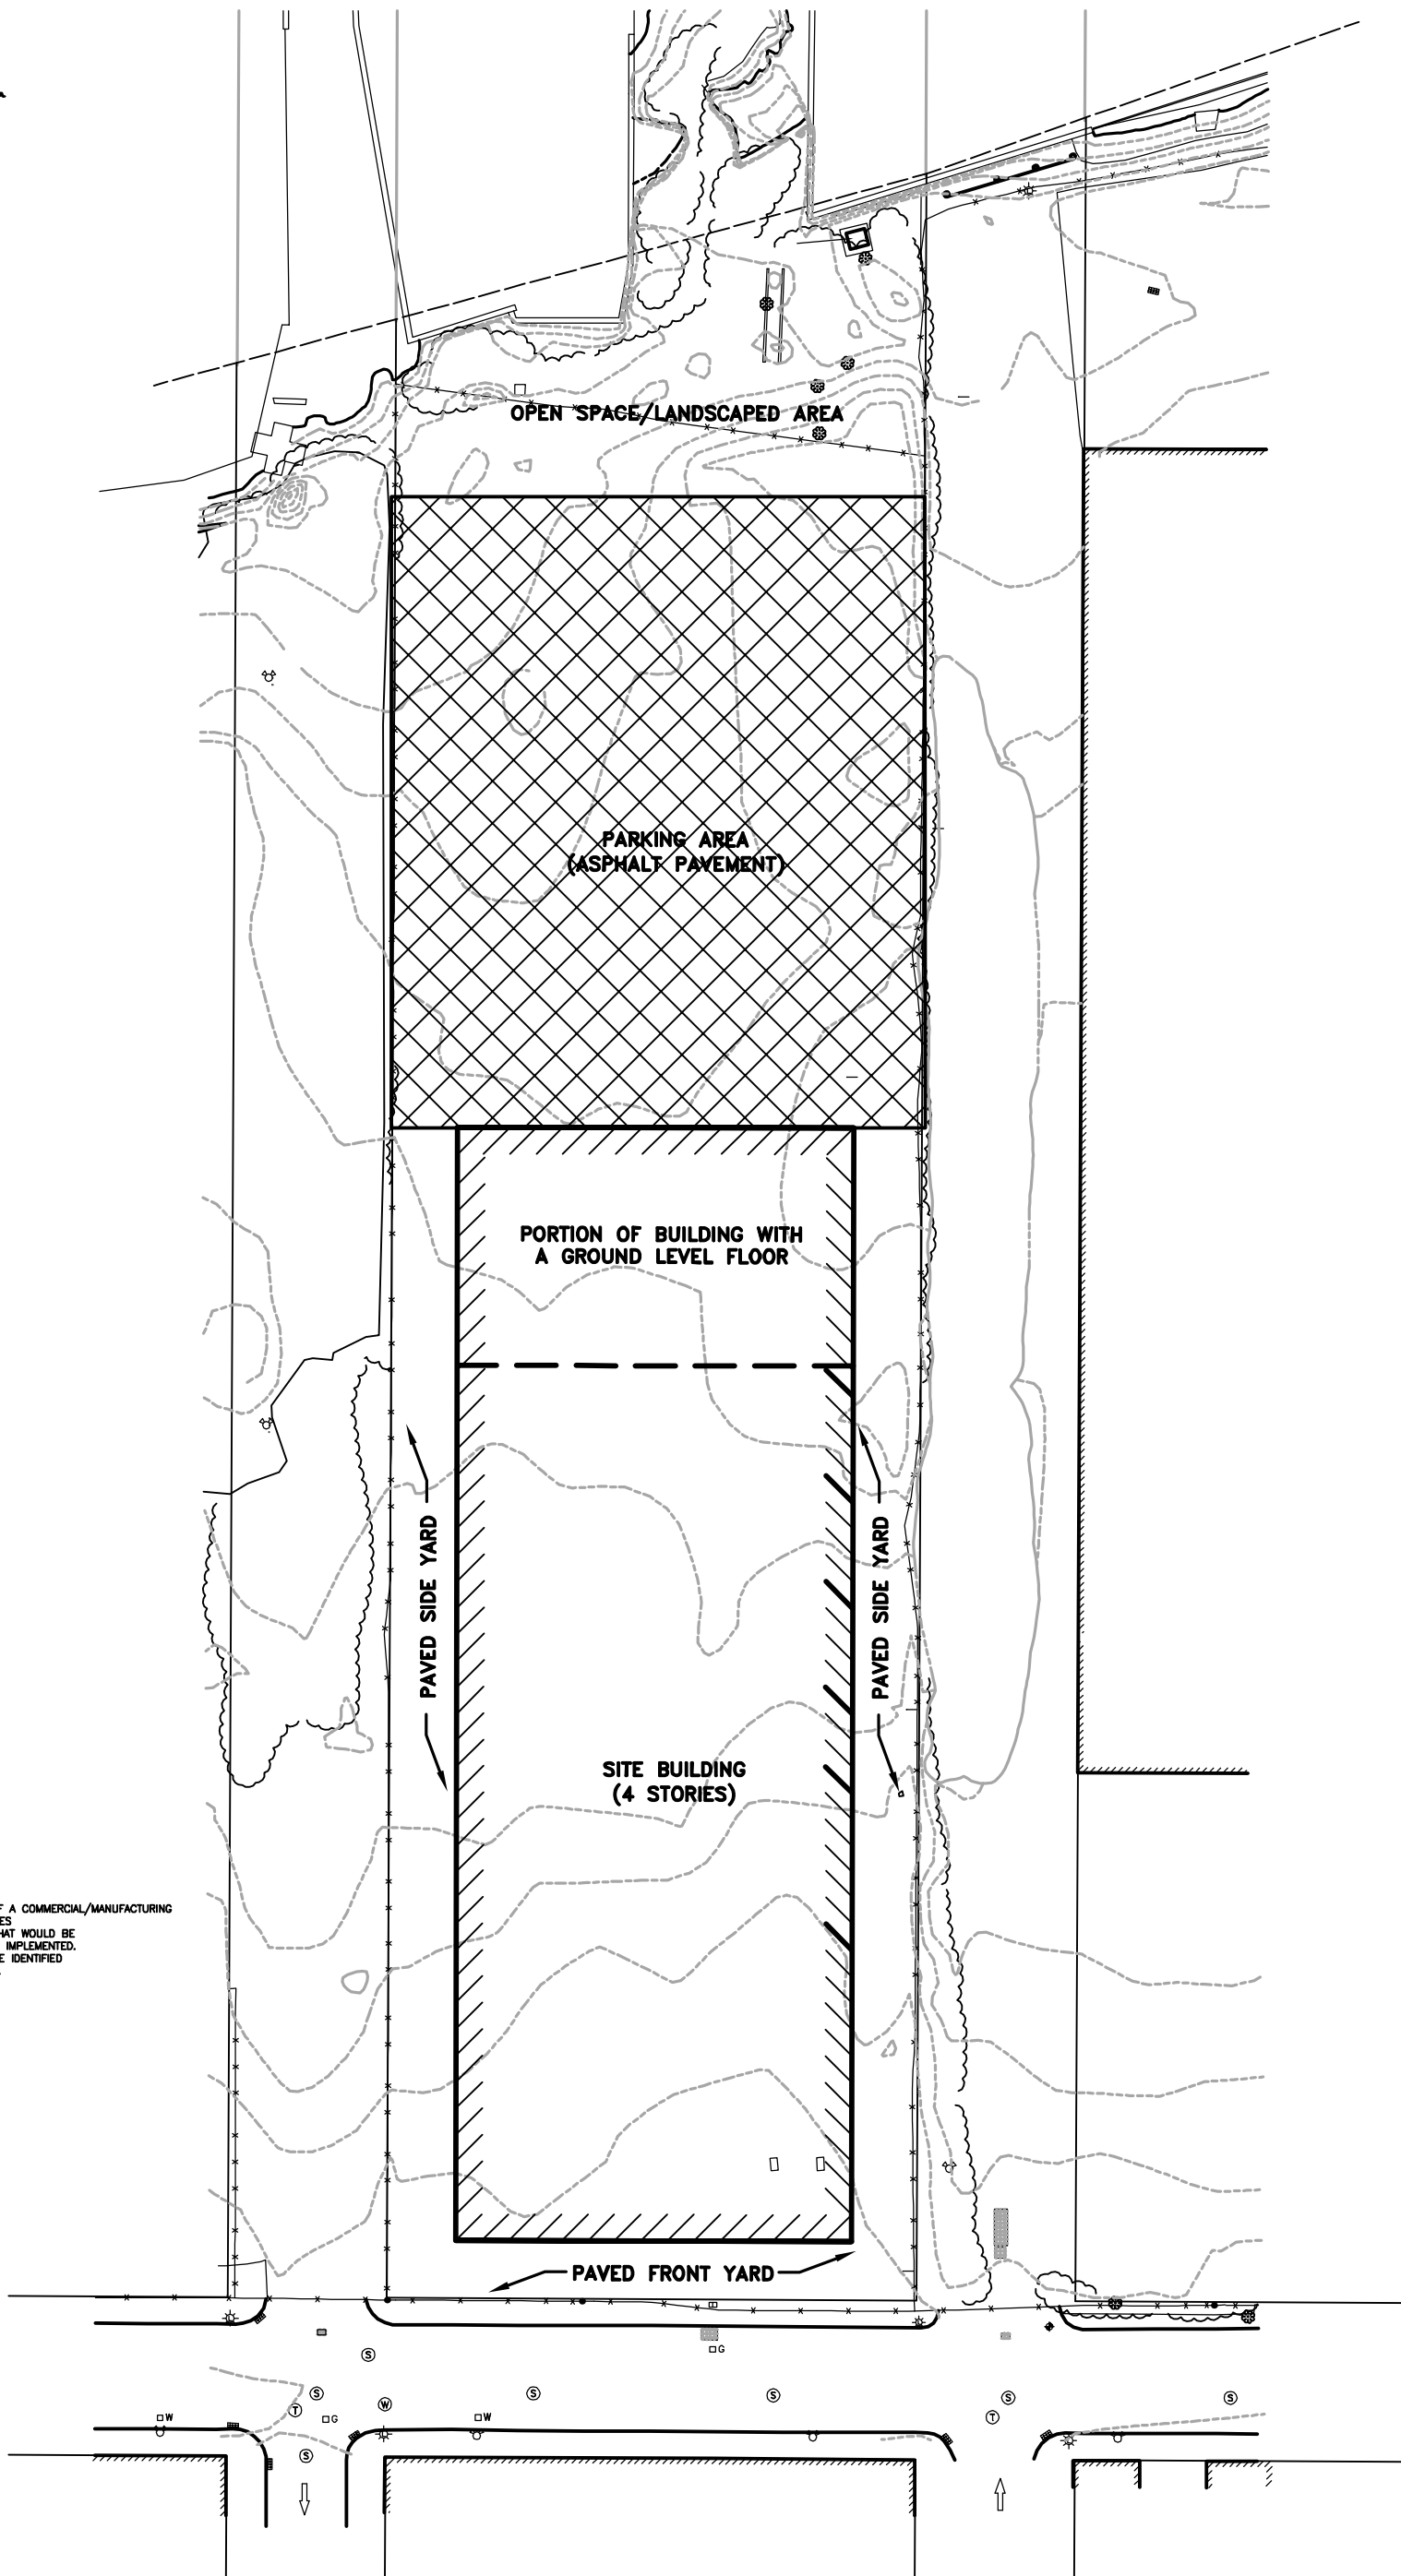 OPEN SPACE/LANDSCAPED AREA
PARKING AREA
(ASPHALT PAVEMENT)
PORTION OF BUILDING WITH
A GROUND LEVEL FLOOR
PAVED SIDE YARD
PAVED SIDE YARD
SITE BUILDING
(4 STORIES)
A COMMERCIAL/MANUFACTURING
ES
HAT WOULD BE
IMPLEMENTED.
E IDENTIFIED
PAVED FRONT YARD
G
S
S
T
W
S
S
S
S
W
G
W
T
S